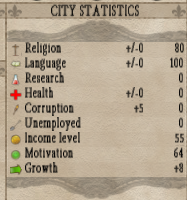 CITY STATISTICS
Religion +/-0 80
Language +/-0 100
Research 0
Health +/-0 0
Corruption +5 0
Unemployed 0
Income level 55
Motivation 64
Growth +8